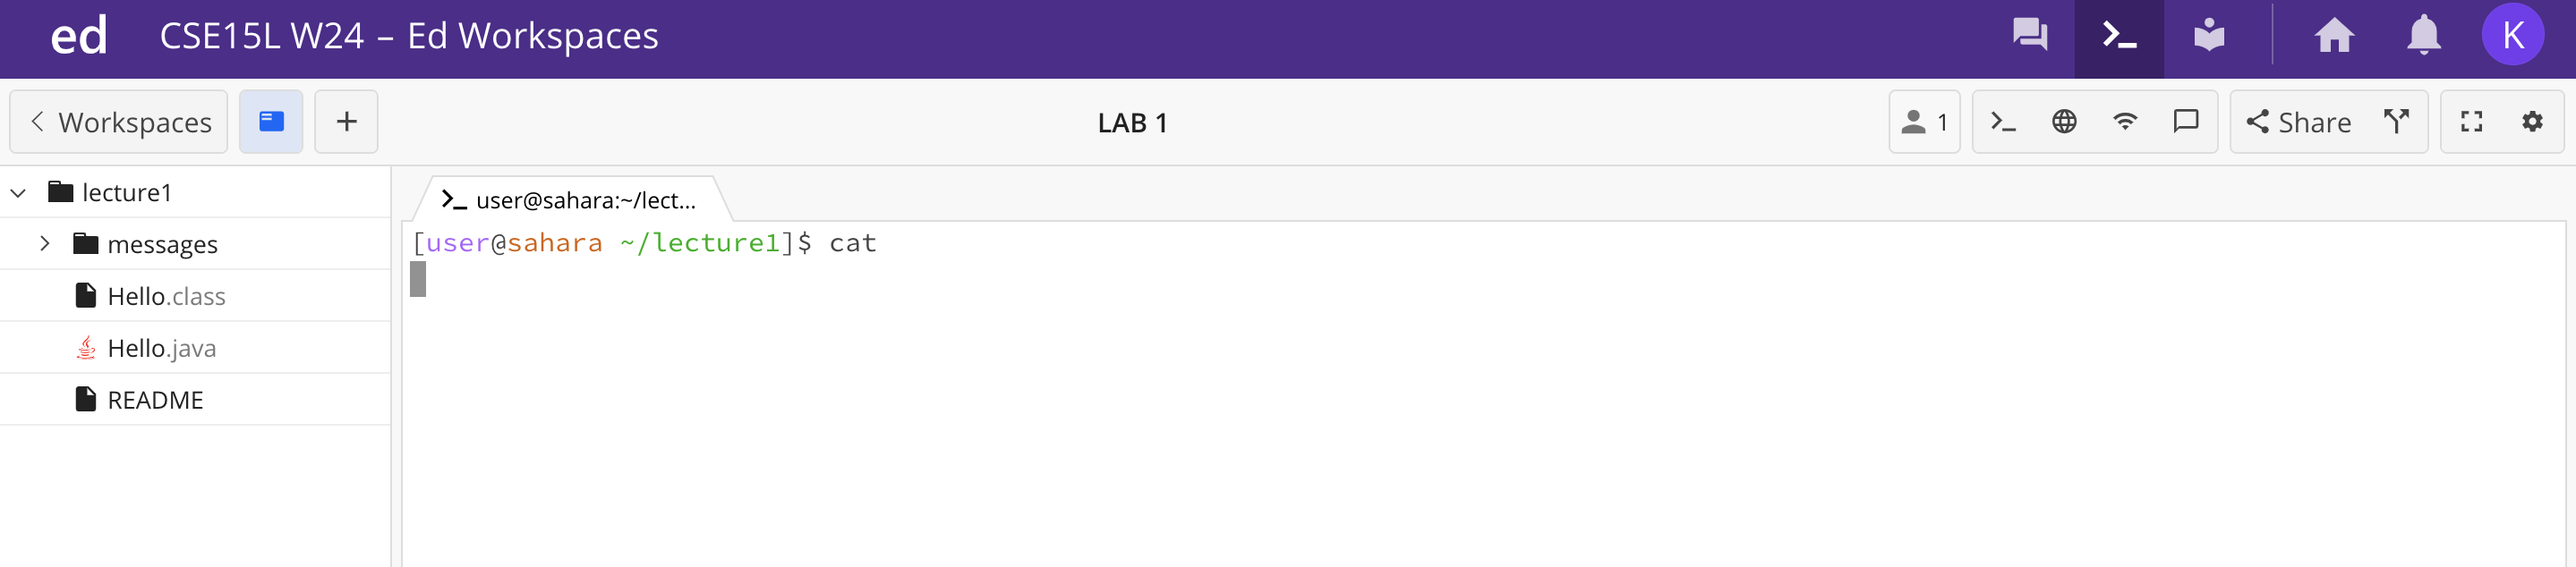 ed CSE15L W24 – Ed Workspaces K
Workspaces + LAB 1 1 Share
lecture1
messages
Hello.class
Hello.java
README
user@sahara:~/lect...
[user@sahara ~/lecture1]$ cat